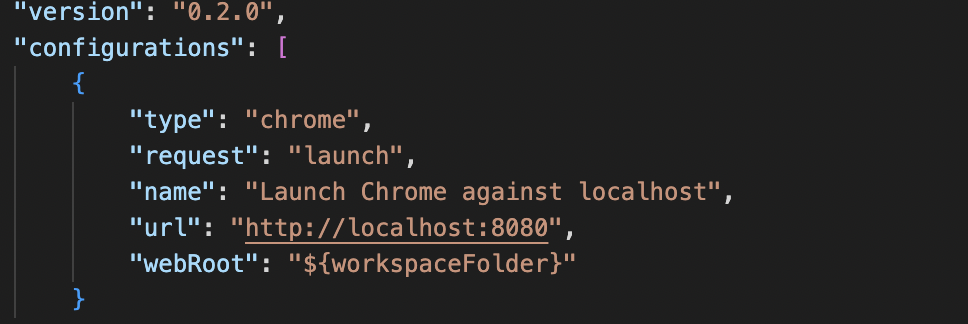 "version": "0.2.0",
"configurations": [
{
"type": "chrome",
"request": "launch",
"name": "Launch Chrome against localhost",
"url": "http://localhost:8080",
"webRoot": "${workspaceFolder}"
}